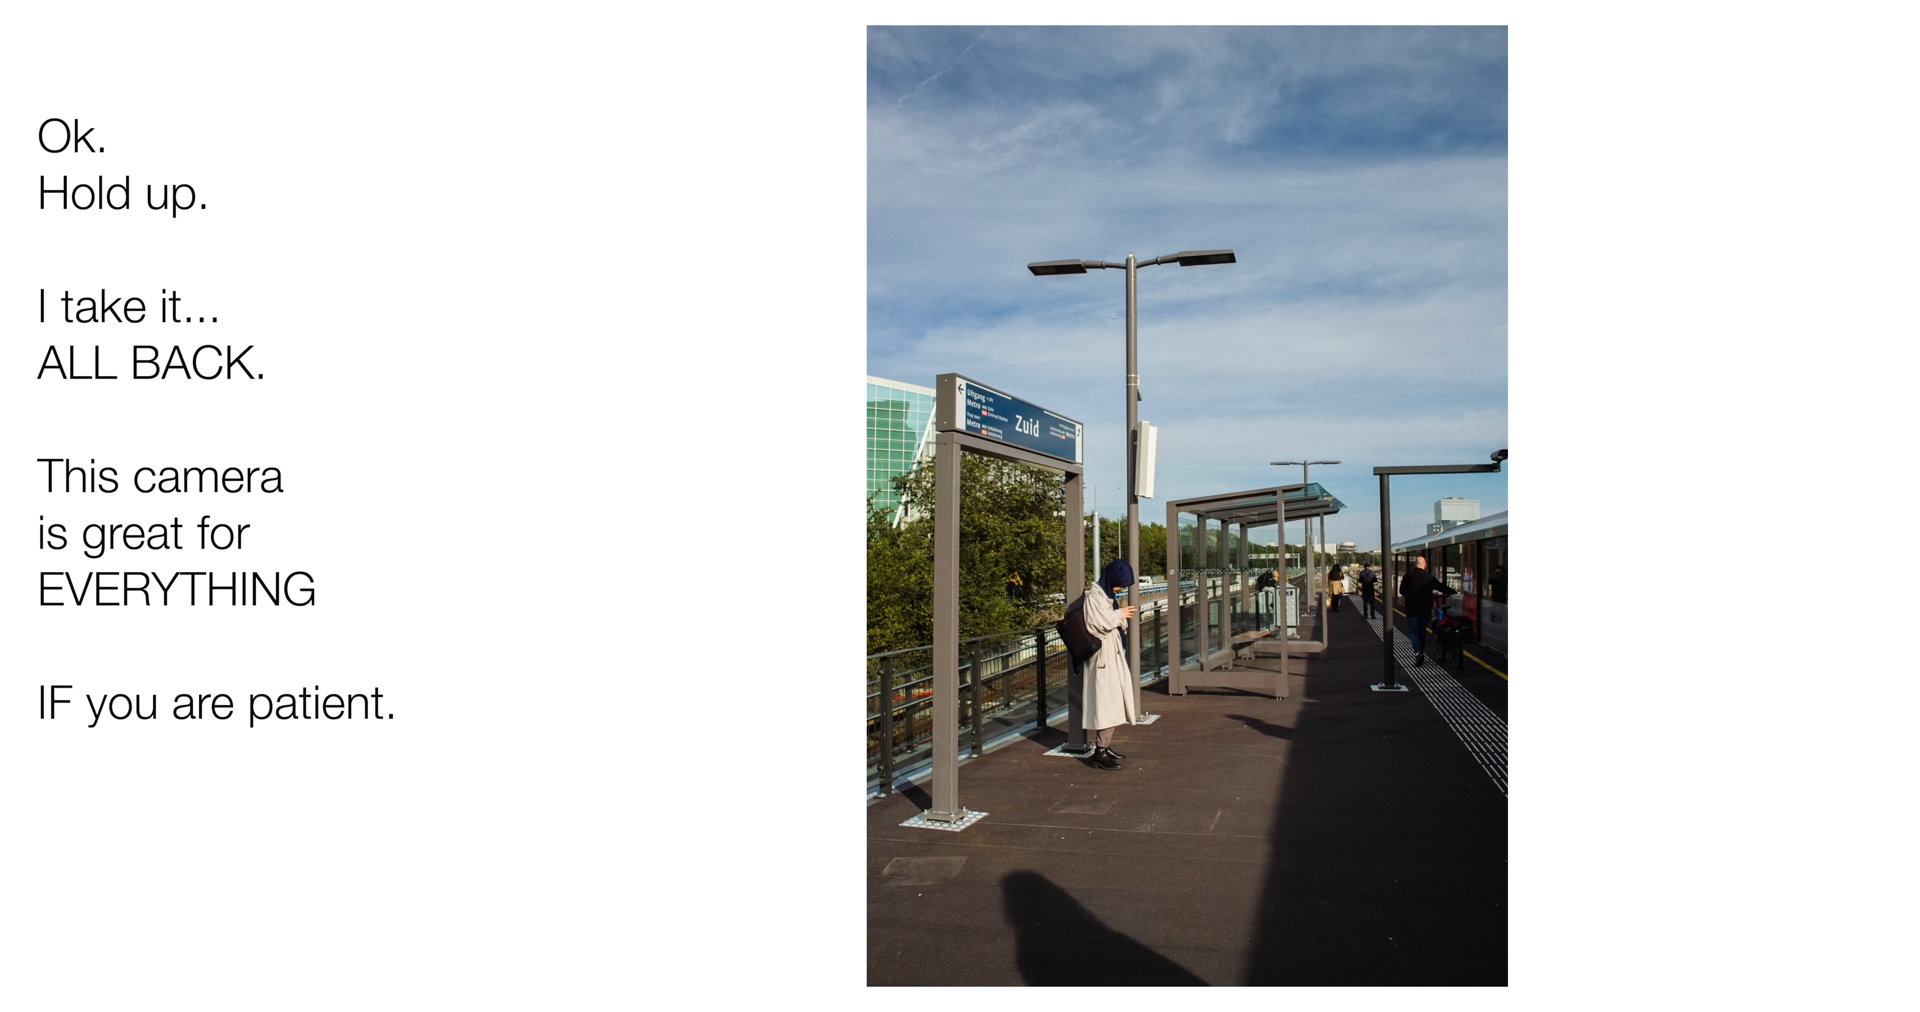 Ok.
Hold up.
I take it...
ALL BACK.
This camera
is great for
EVERYTHING
IF you are patient.
Uitgang
Metro
Zuid
Metro
Metro